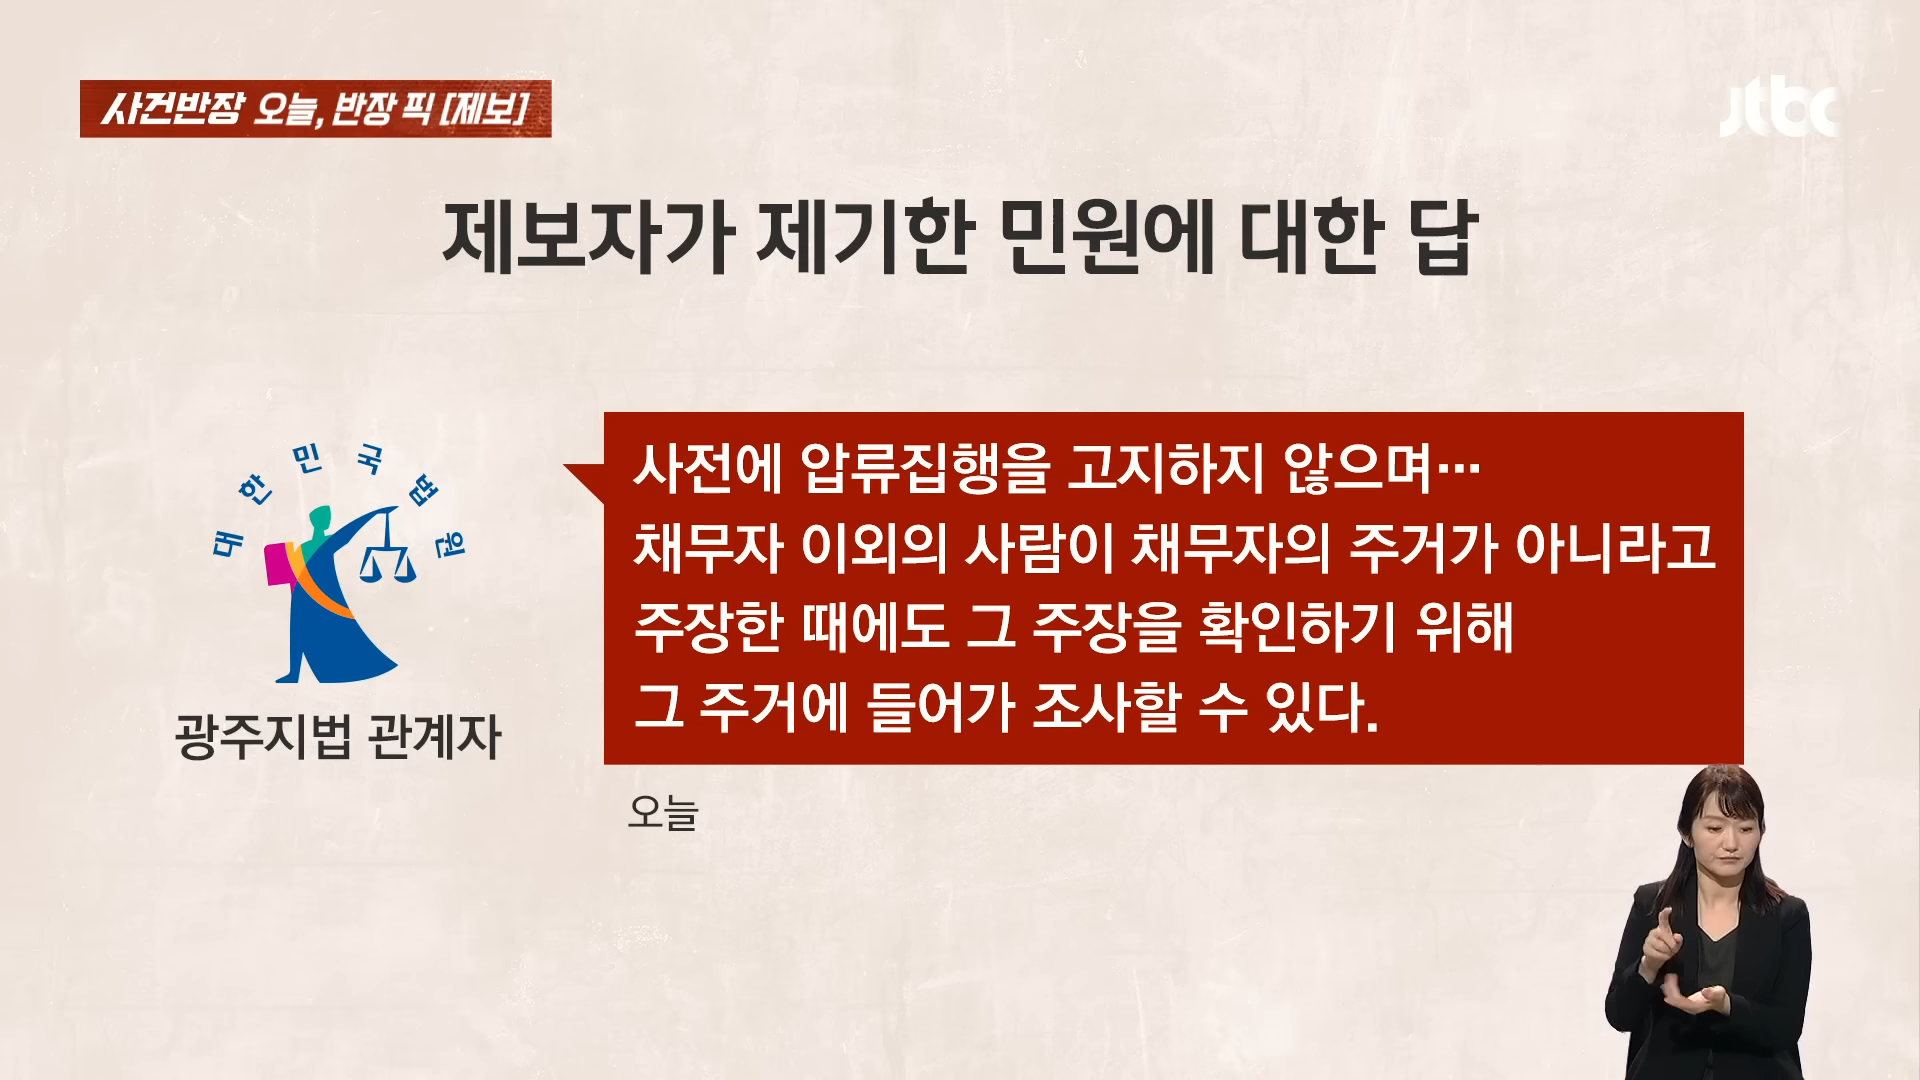 사건반장 오늘, 반장 픽 [제보]
jtbc
제보자가 제기한 민원에 대한 답
대한민국법원
광주지법 관계자
사전에 압류집행을 고지하지 않으며…
채무자 이외의 사람이 채무자의 주거가 아니라고
주장한 때에도 그 주장을 확인하기 위해
그 주거에 들어가 조사할 수 있다.
오늘